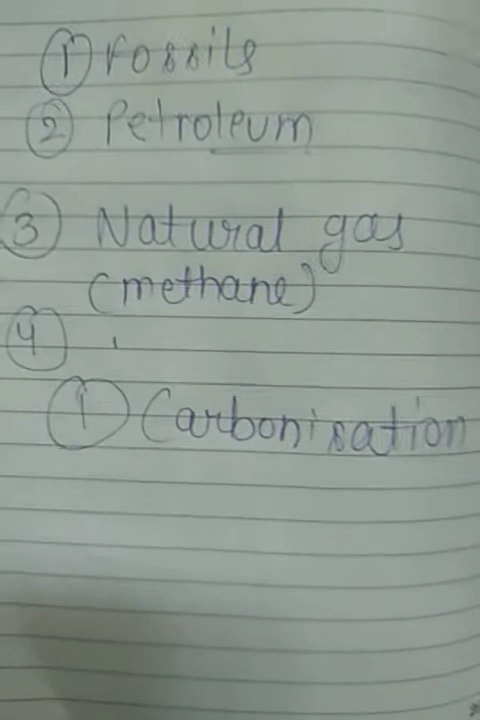 ① Fossils
② Petroleum
③ Natural gas
(methane)
④
① Carbonisation